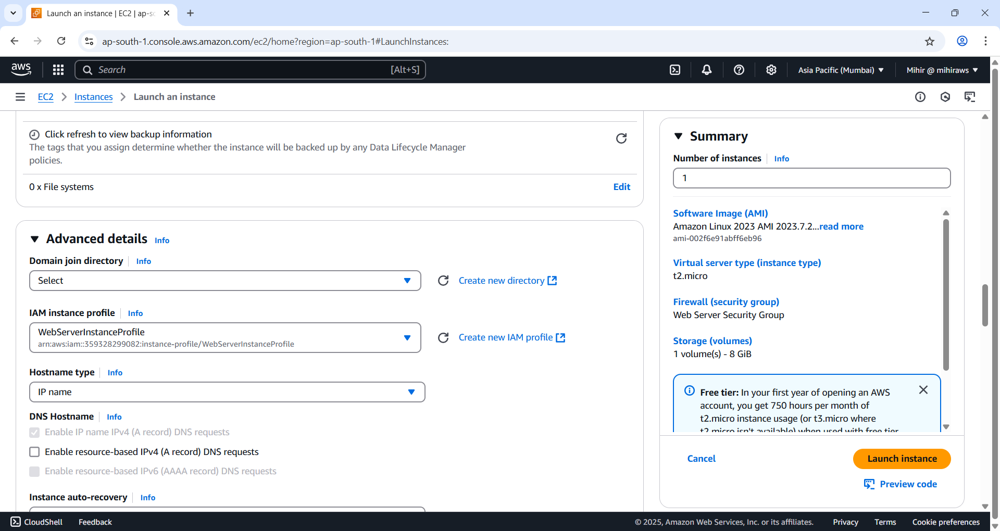 Launch an instance | EC2 | ap-so
ap-south-1.console.aws.amazon.com/ec2/home?region=ap-south-1#LaunchInstances:
aws
Search
[Alt+S]
Asia Pacific (Mumbai)
Mihir @ mihiraws
EC2
Instances
Launch an instance
Click refresh to view backup information
The tags that you assign determine whether the instance will be backed up by any Data Lifecycle Manager
policies.
0 x File systems
Edit
Advanced details
Info
Domain join directory
Info
Select
Create new directory
IAM instance profile
Info
WebServerInstanceProfile
arn:aws:iam::359328299082:instance-profile/WebServerInstanceProfile
Create new IAM profile
Hostname type
Info
IP name
DNS Hostname
Info
Enable IP name IPv4 (A record) DNS requests
Enable resource-based IPv4 (A record) DNS requests
Enable resource-based IPv6 (AAAA record) DNS requests
Instance auto-recovery
Info
Summary
Number of instances
Info
1
Software Image (AMI)
Amazon Linux 2023 AMI 2023.7.2...read more
ami-002f6e91abff6eb96
Virtual server type (instance type)
t2.micro
Firewall (security group)
Web Server Security Group
Storage (volumes)
1 volume(s) - 8 GiB
Free tier: In your first year of opening an AWS
account, you get 750 hours per month of
t2.micro instance usage (or t3.micro where
t2.micro isn't available) when used with free tier
Cancel
Launch instance
Preview code
CloudShell
Feedback
© 2025, Amazon Web Services, Inc. or its affiliates.
Privacy
Terms
Cookie preferences